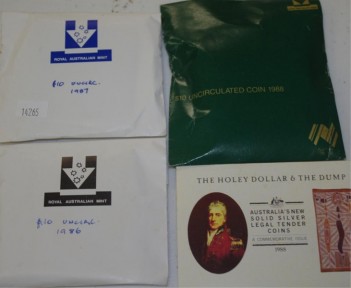 ROYAL AUSTRALIAN MINT
$10 UNCIRC.
1987
14265
$10 UNCIRCULATED COIN 1988
ROYAL AUSTRALIAN MINT
$10 UNCIRC.
1986
THE HOLEY DOLLAR & THE DUMP
AUSTRALIA'S NEW
SOLID SILVER
LEGAL TENDER
COINS
A COMMEMORATIVE ISSUE
1988